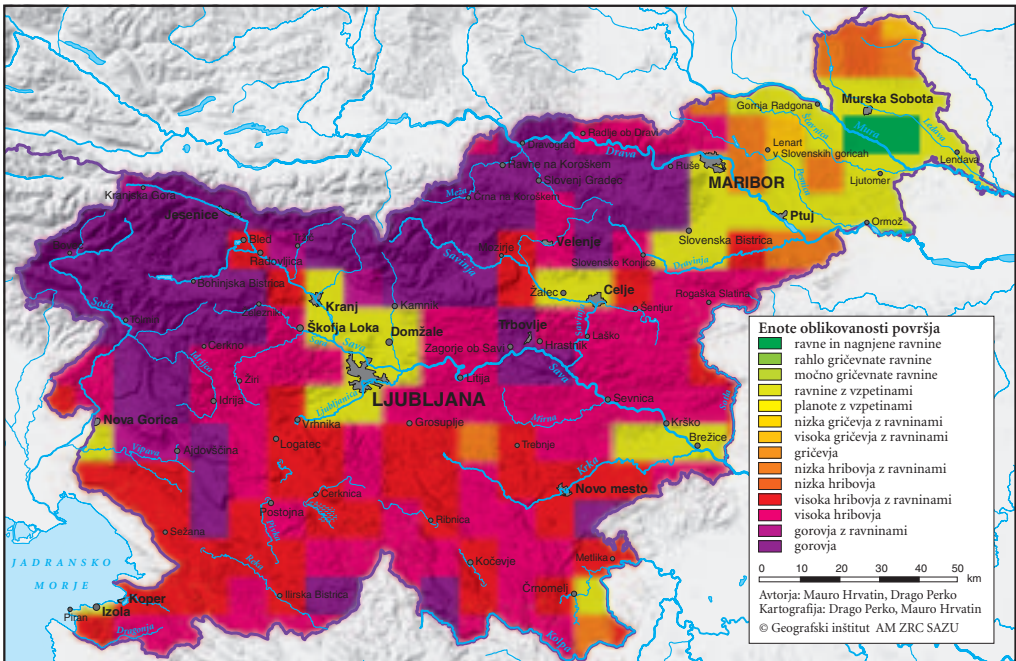 Gornja Radgona
Murska Sobota
Ščavnica
Mura
Ledava
Lendava
Radlje ob Dravi
Dravograd
Drava
Lenart
v Slovenskih goricah
Ravne na Koroškem
Ruše
MARIBOR
Pesnica
Ljutomer
Slovenj Gradec
Meža
Črna na Koroškem
Kranjska Gora
Jesenice
Ptuj
Ormož
Slovenska Bistrica
Bled
Tržič
Bovec
Radovljica
Mozirje
Velenje
Savinja
Slovenske Konjice
Dravinja
Bohinjska Bistrica
Soča
Železniki
Kranj
Kamnik
Žalec
Celje
Šentjur
Rogaška Slatina
Tolmin
Škofja Loka
Sava
Domžale
Trbovlje
Savinja
Laško
Cerkno
Idrijca
Zagorje ob Savi
Hrastnik
Žiri
Litija
Sava
Idrija
LJUBLJANA
Ljubljanica
Sevnica
Sotla
Nova Gorica
Vrhnika
Grosuplje
Mirna
Krško
Brežice
Logatec
Trebnje
Vipava
Ajdovščina
Krka
Cerknica
Novo mesto
Postojna
Pivka
Ribnica
Sežana
Reka
Kočevje
Metlika
JADRANSKO
MORJE
Ilirska Bistrica
Črnomelj
Koper
Izola
Piran
Dragonja
Kolpa
Enote oblikovanosti površja
ravne in nagnjene ravnine
rahlo gričevnate ravnine
močno gričevnate ravnine
ravnine z vzpetinami
planote z vzpetinami
nizka gričevja z ravninami
visoka gričevja z ravninami
gričevja
nizka hribovja z ravninami
nizka hribovja
visoka hribovja z ravninami
visoka hribovja
gorovja z ravninami
gorovja
0 10 20 30 40 50 km
Avtorja: Mauro Hrvatin, Drago Perko
Kartografija: Drago Perko, Mauro Hrvatin
© Geografski inštitut AM ZRC SAZU